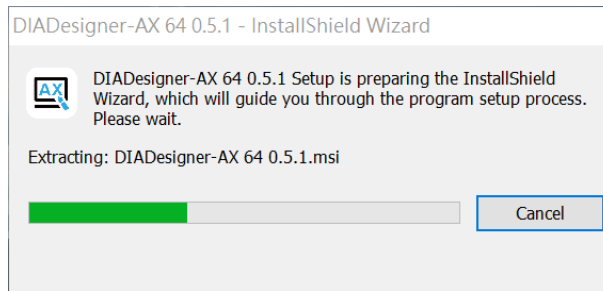 DIADesigner-AX 64 0.5.1 - InstallShield Wizard
AX
DIADesigner-AX 64 0.5.1 Setup is preparing the InstallShield
Wizard, which will guide you through the program setup process.
Please wait.
Extracting: DIADesigner-AX 64 0.5.1.msi
Cancel